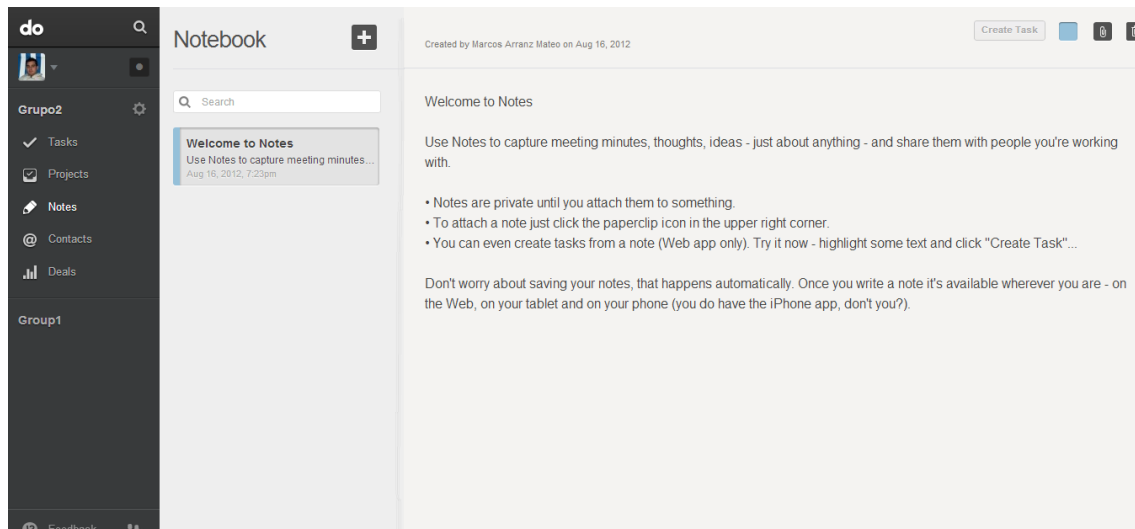 do
Grupo2
Tasks
Projects
Notes
@ Contacts
Deals
Group1
Feedback
Notebook
Search
Welcome to Notes
Use Notes to capture meeting minutes...
Aug 16, 2012, 7:23pm
Created by Marcos Arranz Mateo on Aug 16, 2012
Create Task
Welcome to Notes
Use Notes to capture meeting minutes, thoughts, ideas - just about anything - and share them with people you're working
with.
• Notes are private until you attach them to something.
• To attach a note just click the paperclip icon in the upper right corner.
• You can even create tasks from a note (Web app only). Try it now - highlight some text and click "Create Task"...
Don't worry about saving your notes, that happens automatically. Once you write a note it's available wherever you are - on
the Web, on your tablet and on your phone (you do have the iPhone app, don't you?).